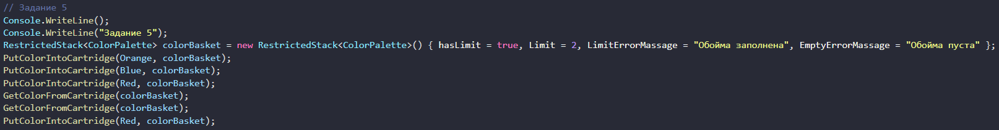 // Задание 5
Console.WriteLine();
Console.WriteLine("Задание 5");
RestrictedStack<ColorPalette> colorBasket = new RestrictedStack<ColorPalette>() { hasLimit = true, Limit = 2, LimitErrorMassage = "Обойма заполнена", EmptyErrorMassage = "Обойма пуста" };
PutColorIntoCartridge(Orange, colorBasket);
PutColorIntoCartridge(Blue, colorBasket);
PutColorIntoCartridge(Red, colorBasket);
GetColorFromCartridge(colorBasket);
GetColorFromCartridge(colorBasket);
PutColorIntoCartridge(Red, colorBasket);